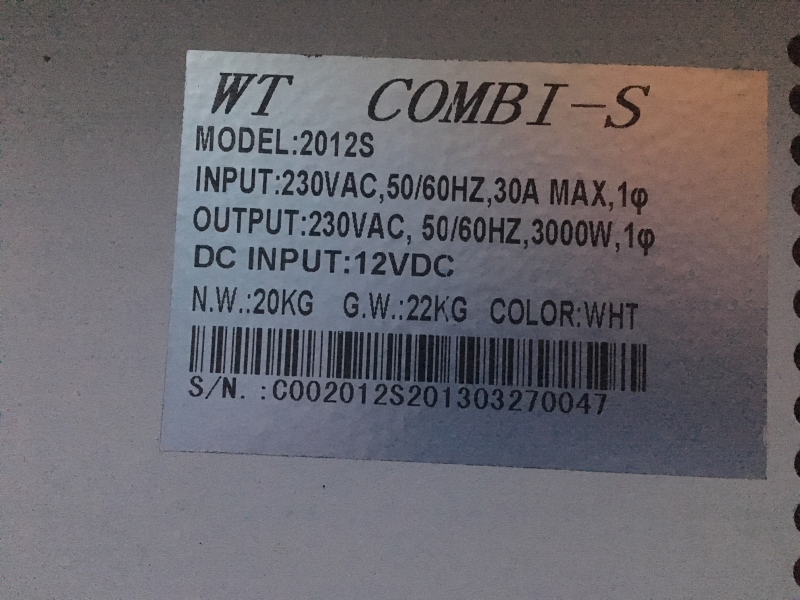 WT COMBI-S
MODEL:2012S
INPUT:230VAC,50/60HZ,30A MAX,1φ
OUTPUT:230VAC, 50/60HZ,3000W,1φ
DC INPUT:12VDC
N.W.:20KG G.W.:22KG COLOR:WHT
S/N. :C002012S201303270047